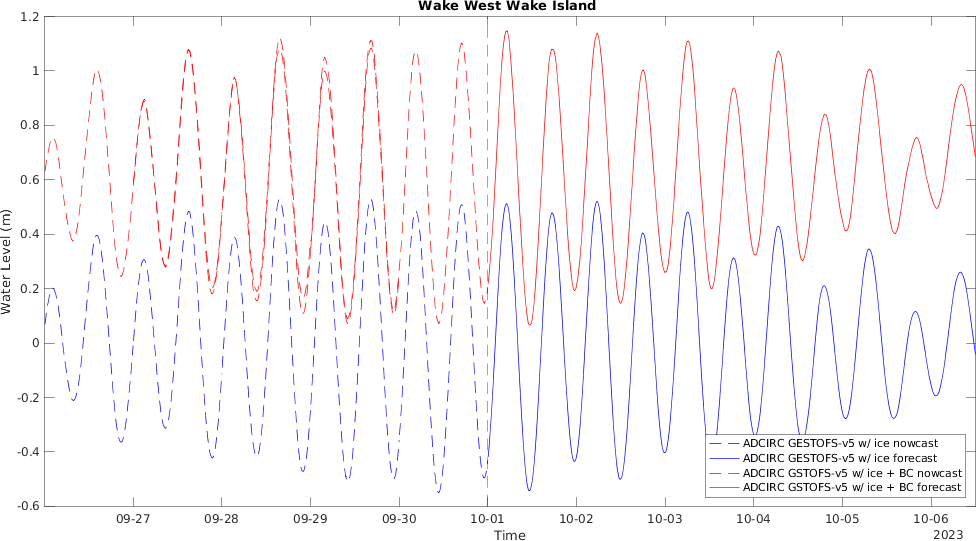 Wake West Wake Island
1.2
1
0.8
0.6
0.4
0.2
0
-0.2
-0.4
-0.6
Water Level (m)
ADCIRC GESTOFS-v5 w/ ice nowcast
ADCIRC GESTOFS-v5 w/ ice forecast
ADCIRC GSTOFS-v5 w/ ice + BC nowcast
ADCIRC GSTOFS-v5 w/ ice + BC forecast
09-27 09-28 09-29 09-30 10-01 10-02 10-03 10-04 10-05 10-06
Time
2023